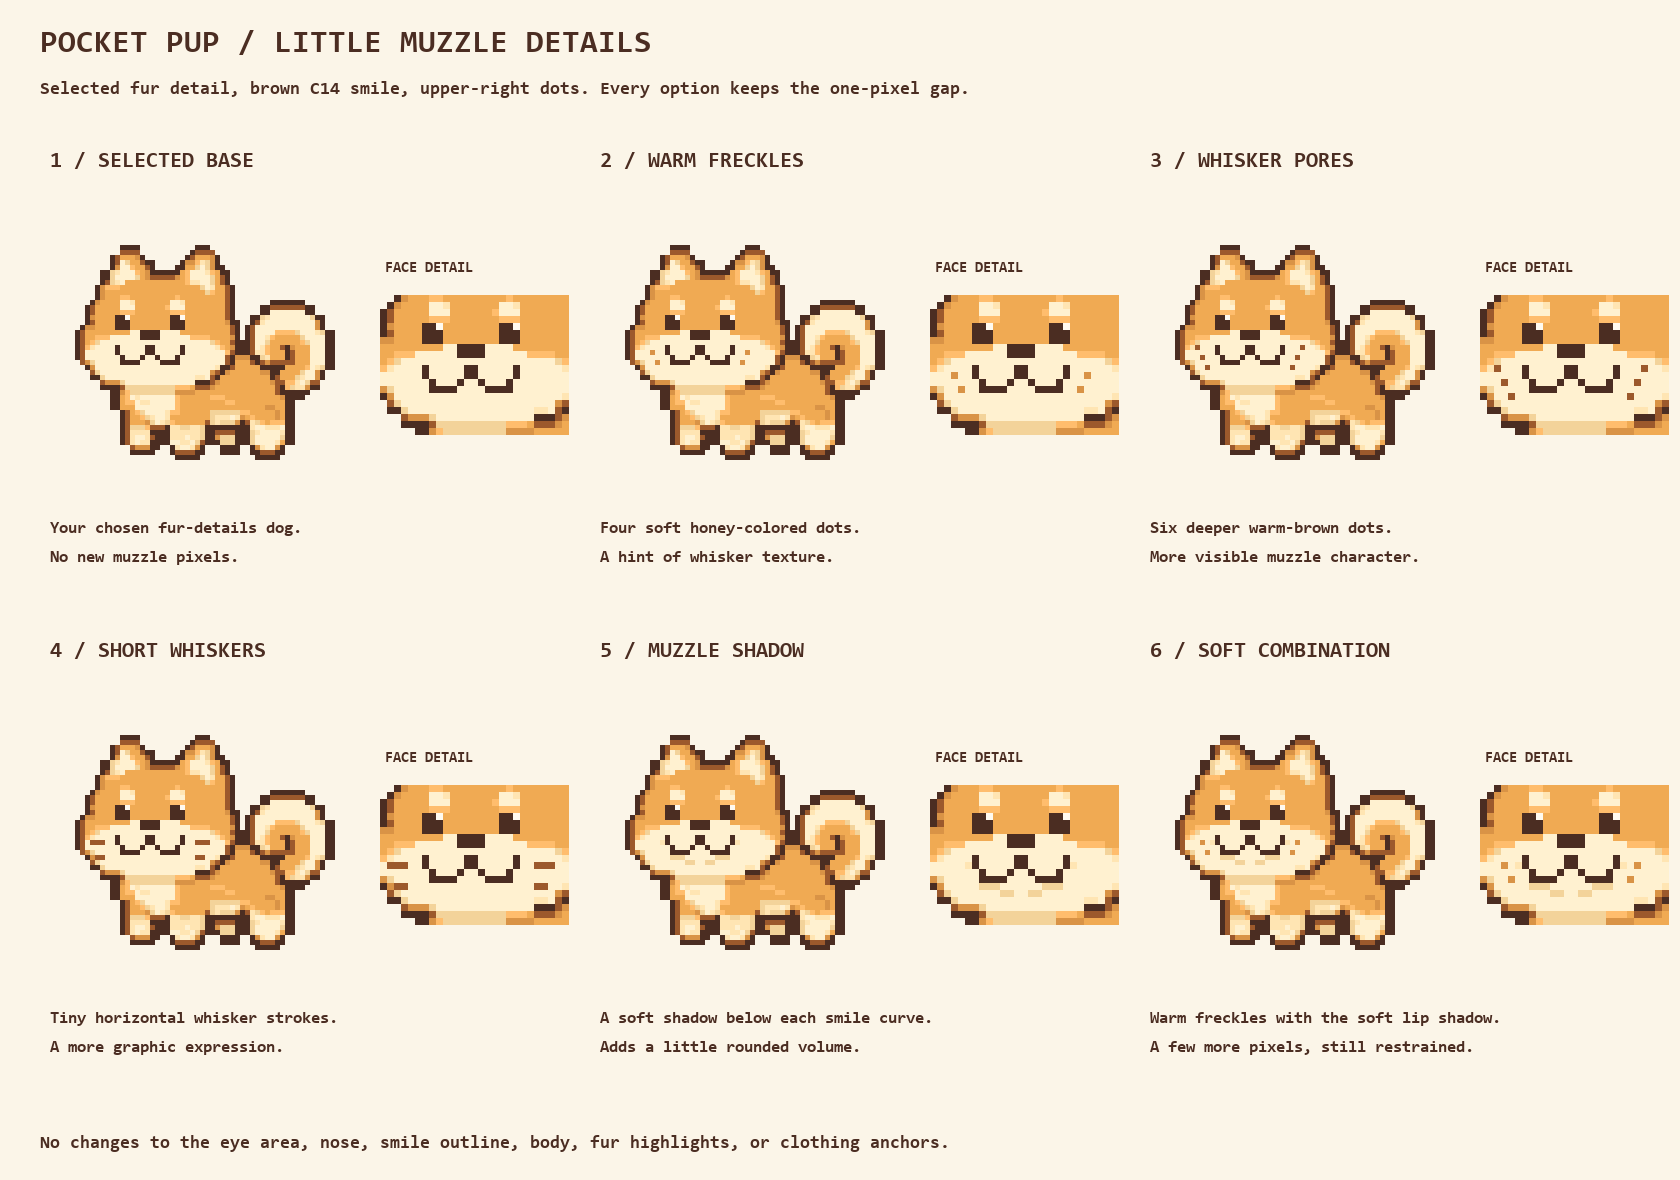 POCKET PUP / LITTLE MUZZLE DETAILS
Selected fur detail, brown C14 smile, upper-right dots. Every option keeps the one-pixel gap.
1 / SELECTED BASE
FACE DETAIL
Your chosen fur-details dog.
No new muzzle pixels.
2 / WARM FRECKLES
FACE DETAIL
Four soft honey-colored dots.
A hint of whisker texture.
3 / WHISKER PORES
FACE DETAIL
Six deeper warm-brown dots.
More visible muzzle character.
4 / SHORT WHISKERS
FACE DETAIL
Tiny horizontal whisker strokes.
A more graphic expression.
5 / MUZZLE SHADOW
FACE DETAIL
A soft shadow below each smile curve.
Adds a little rounded volume.
6 / SOFT COMBINATION
FACE DETAIL
Warm freckles with the soft lip shadow.
A few more pixels, still restrained.
No changes to the eye area, nose, smile outline, body, fur highlights, or clothing anchors.